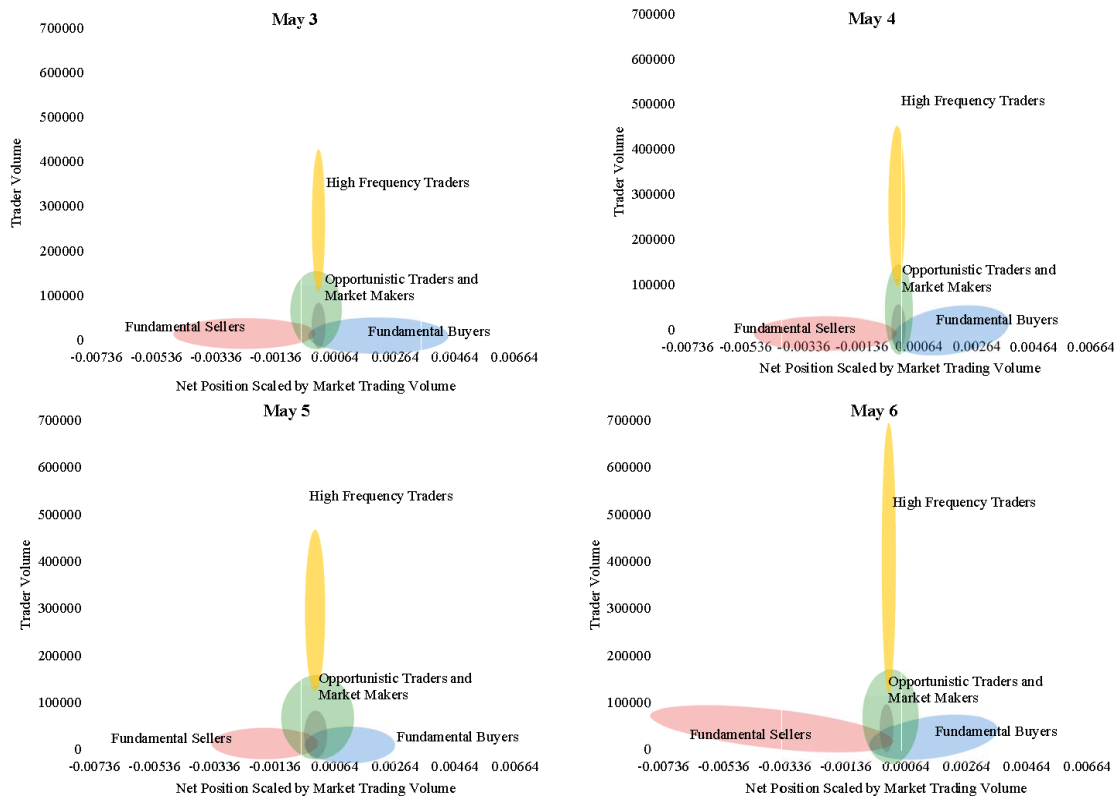 May 3
700000
600000
500000
400000
300000
200000
100000
0
Trader Volume
High Frequency Traders
Opportunistic Traders and
Market Makers
Fundamental Sellers
Fundamental Buyers
-0.00736 -0.00536 -0.00336 -0.00136 0.00064 0.00264 0.00464 0.00664
Net Position Scaled by Market Trading Volume
May 4
700000
600000
500000
400000
300000
200000
100000
0
Trader Volume
High Frequency Traders
Opportunistic Traders and
Market Makers
Fundamental Sellers
Fundamental Buyers
-0.00736 -0.00536 -0.00336 -0.00136 0.00064 0.00264 0.00464 0.00664
Net Position Scaled by Market Trading Volume
May 5
700000
600000
500000
400000
300000
200000
100000
0
Trader Volume
High Frequency Traders
Opportunistic Traders and
Market Makers
Fundamental Sellers
Fundamental Buyers
-0.00736 -0.00536 -0.00336 -0.00136 0.00064 0.00264 0.00464 0.00664
Net Position Scaled by Market Trading Volume
May 6
700000
600000
500000
400000
300000
200000
100000
0
Trader Volume
High Frequency Traders
Opportunistic Traders and
Market Makers
Fundamental Sellers
Fundamental Buyers
-0.00736 -0.00536 -0.00336 -0.00136 0.00064 0.00264 0.00464 0.00664
Net Position Scaled by Market Trading Volume